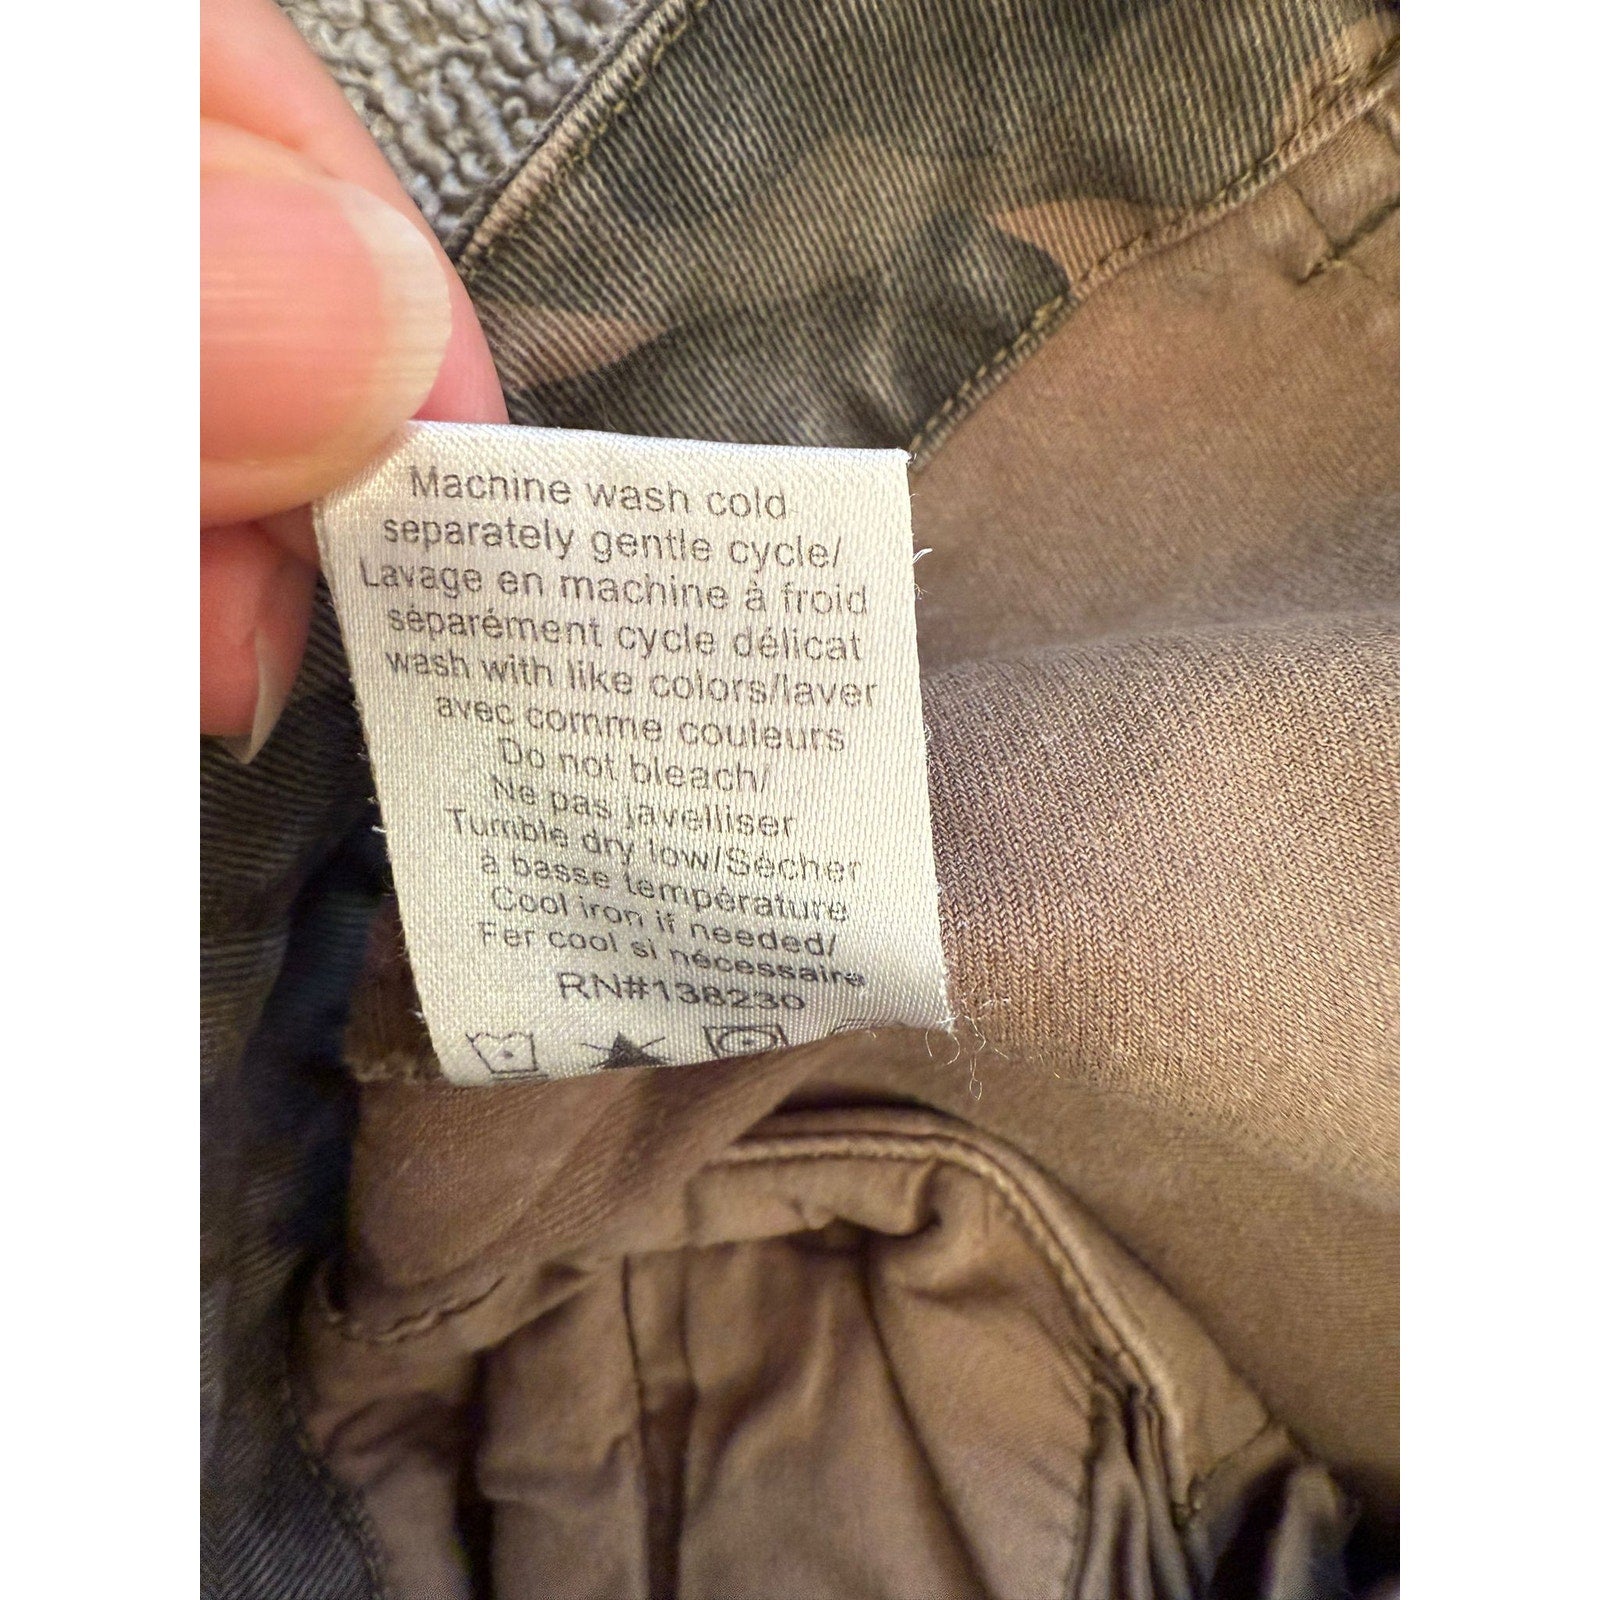 Machine wash cold
separately gentle cycle/
Lavage en machine à froid
séparément cycle délicat
wash with like colors/laver
avec comme couleurs
Do not bleach/
Ne pas javelliser
Tumble dry low/Sécher
à basse température
Cool iron if needed/
Fer cool si nécessaire
RN#138230